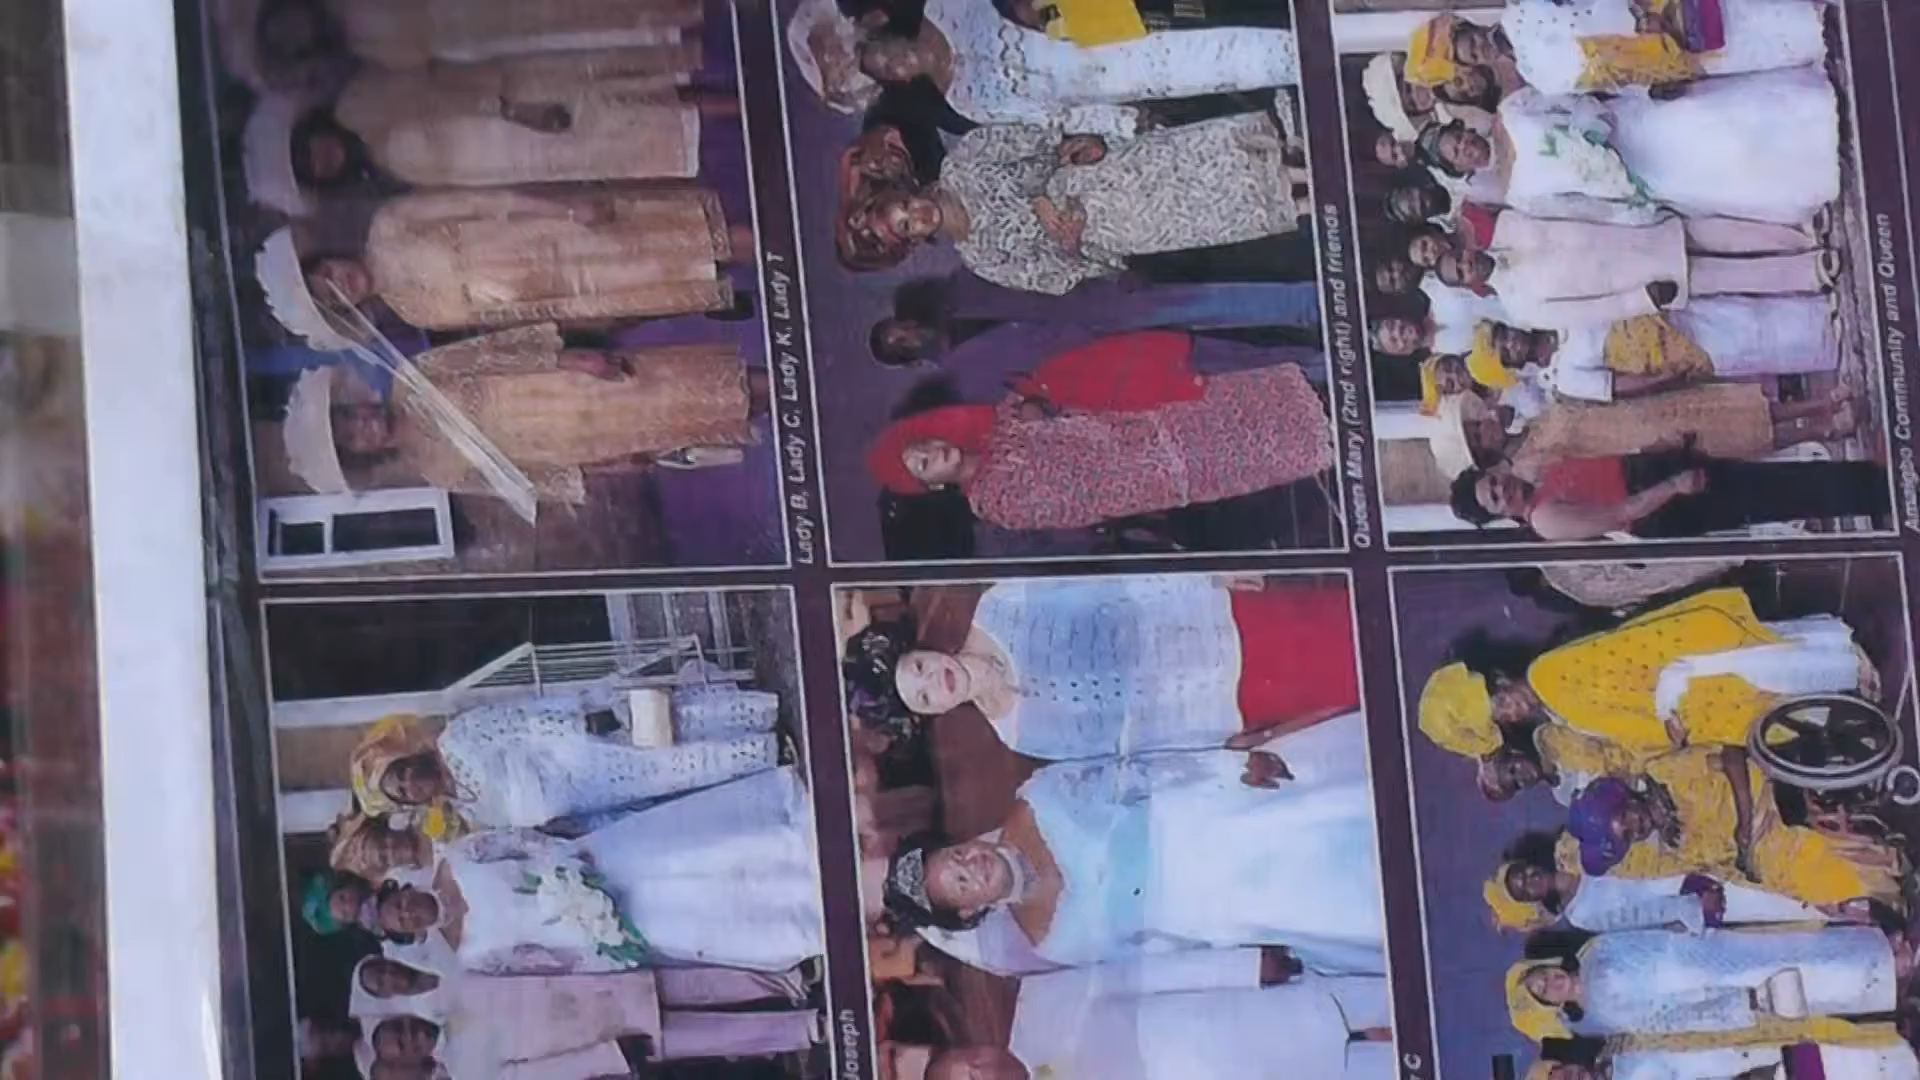 Lady B, Lady C, Lady K, Lady T
Queen Mary (2nd right) and friends
Amaigbo Community and Queen
Joseph
C